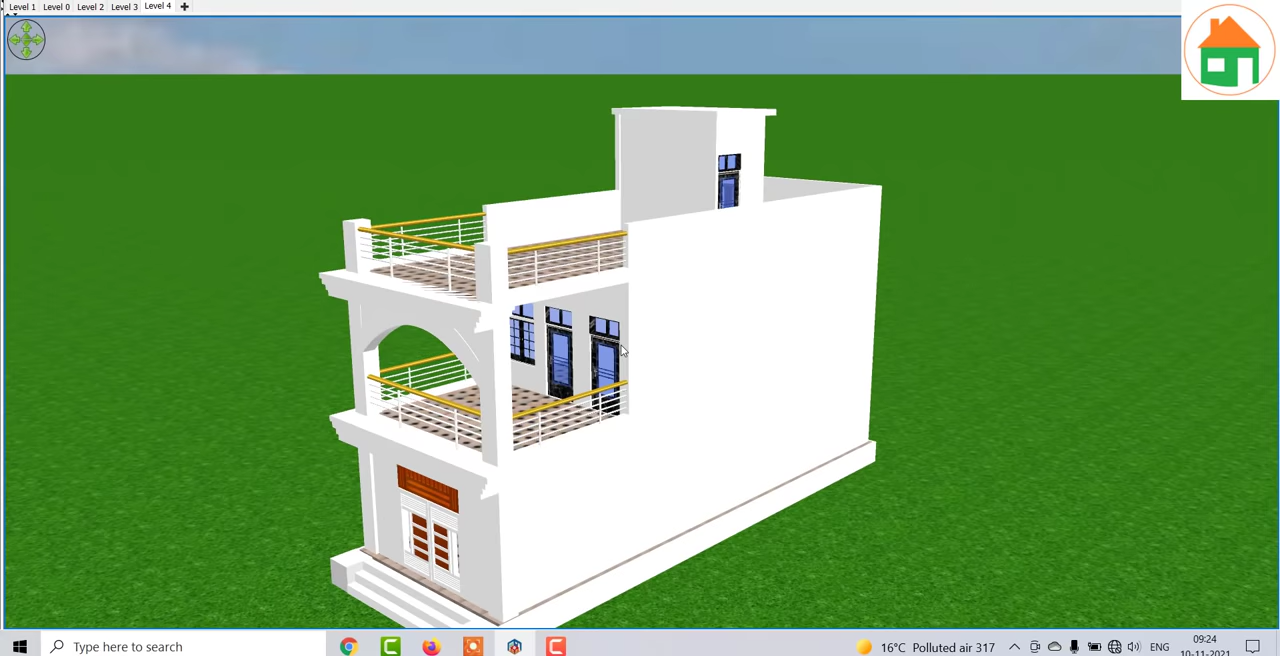 Level 1 Level 0 Level 2 Level 3 Level 4
Type here to search
16°C Polluted air 317
ENG
09:24
10-11-2021